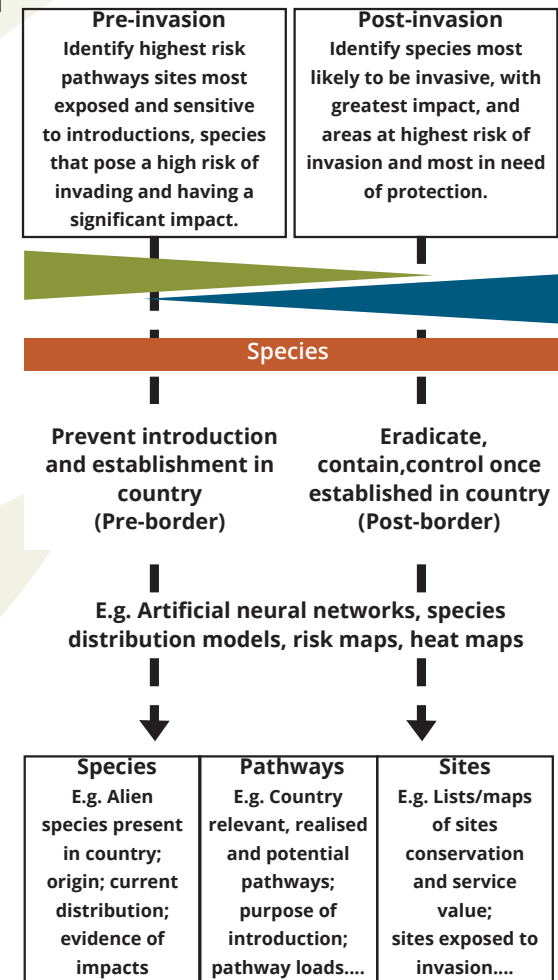 Pre-invasion
Identify highest risk
pathways sites most
exposed and sensitive
to introductions, species
that pose a high risk of
invading and having a
significant impact.
Post-invasion
Identify species most
likely to be invasive, with
greatest impact, and
areas at highest risk of
invasion and most in need
of protection.
Species
Prevent introduction
and establishment in
country
(Pre-border)
Eradicate,
contain,control once
established in country
(Post-border)
E.g. Artificial neural networks, species
distribution models, risk maps, heat maps
Species
E.g. Alien
species present
in country;
origin; current
distribution;
evidence of
impacts
Pathways
E.g. Country
relevant, realised
and potential
pathways;
purpose of
introduction;
pathway loads....
Sites
E.g. Lists/maps
of sites
conservation
and service
value;
sites exposed to
invasion....